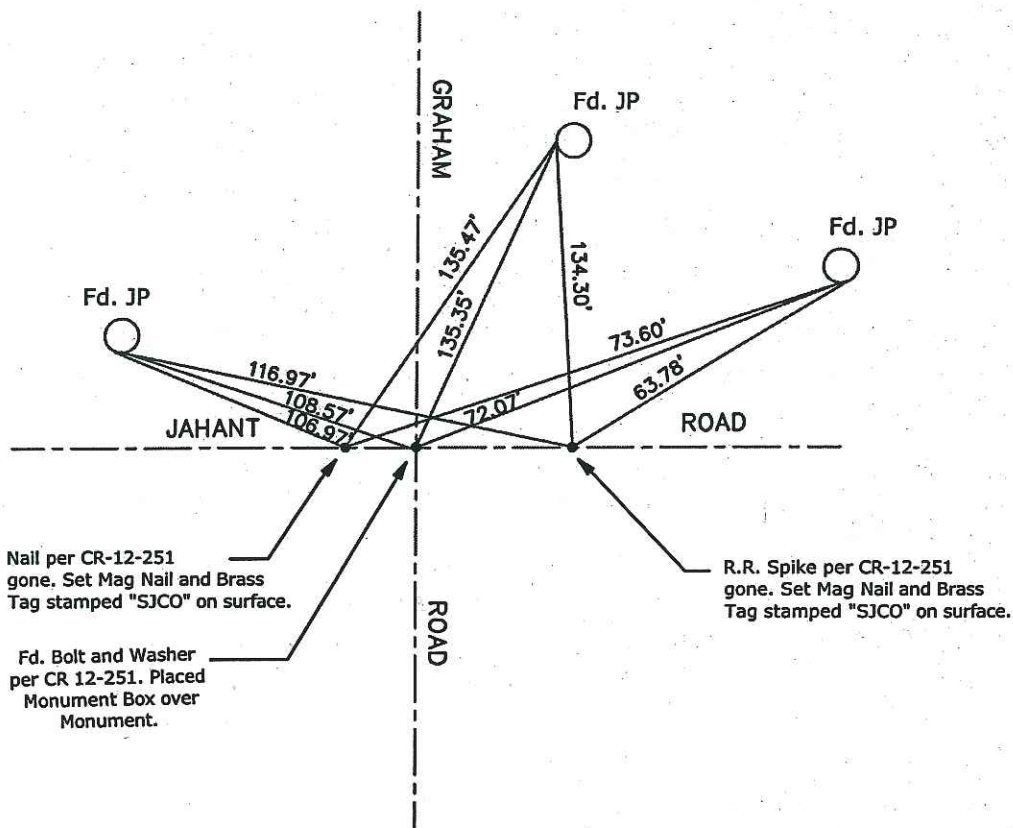 GRAHAM
Fd. JP
Fd. JP
Fd. JP
135.47'
135.35'
134.30'
116.97'
108.57'
106.97'
73.60'
72.07'
63.78'
JAHANT
ROAD
Nail per CR-12-251
gone. Set Mag Nail and Brass
Tag stamped "SJCO" on surface.
R.R. Spike per CR-12-251
gone. Set Mag Nail and Brass
Tag stamped "SJCO" on surface.
ROAD
Fd. Bolt and Washer
per CR 12-251. Placed
Monument Box over
Monument.